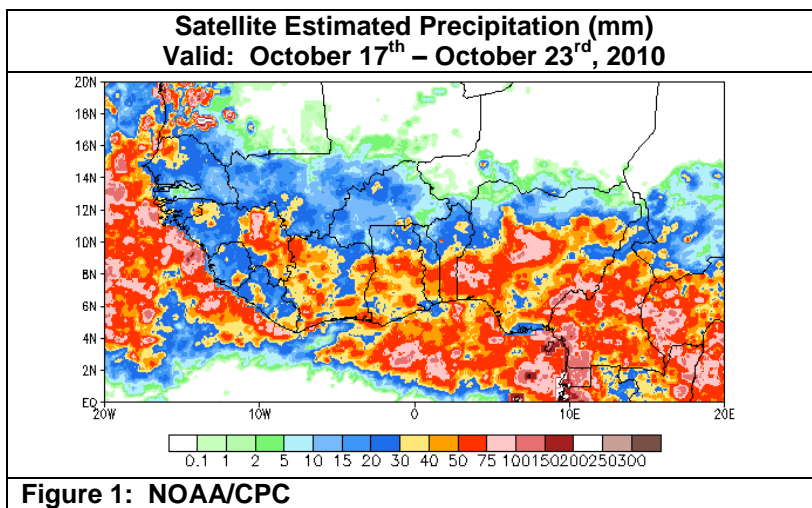 Satellite Estimated Precipitation (mm)
Valid: October 17th – October 23rd, 2010
20N
18N
16N
14N
12N
10N
8N
6N
4N
2N
EQ
20W 10W 0 10E 20E
0.1 1 2 5 10 15 20 30 40 50 75 100150200250300
Figure 1: NOAA/CPC